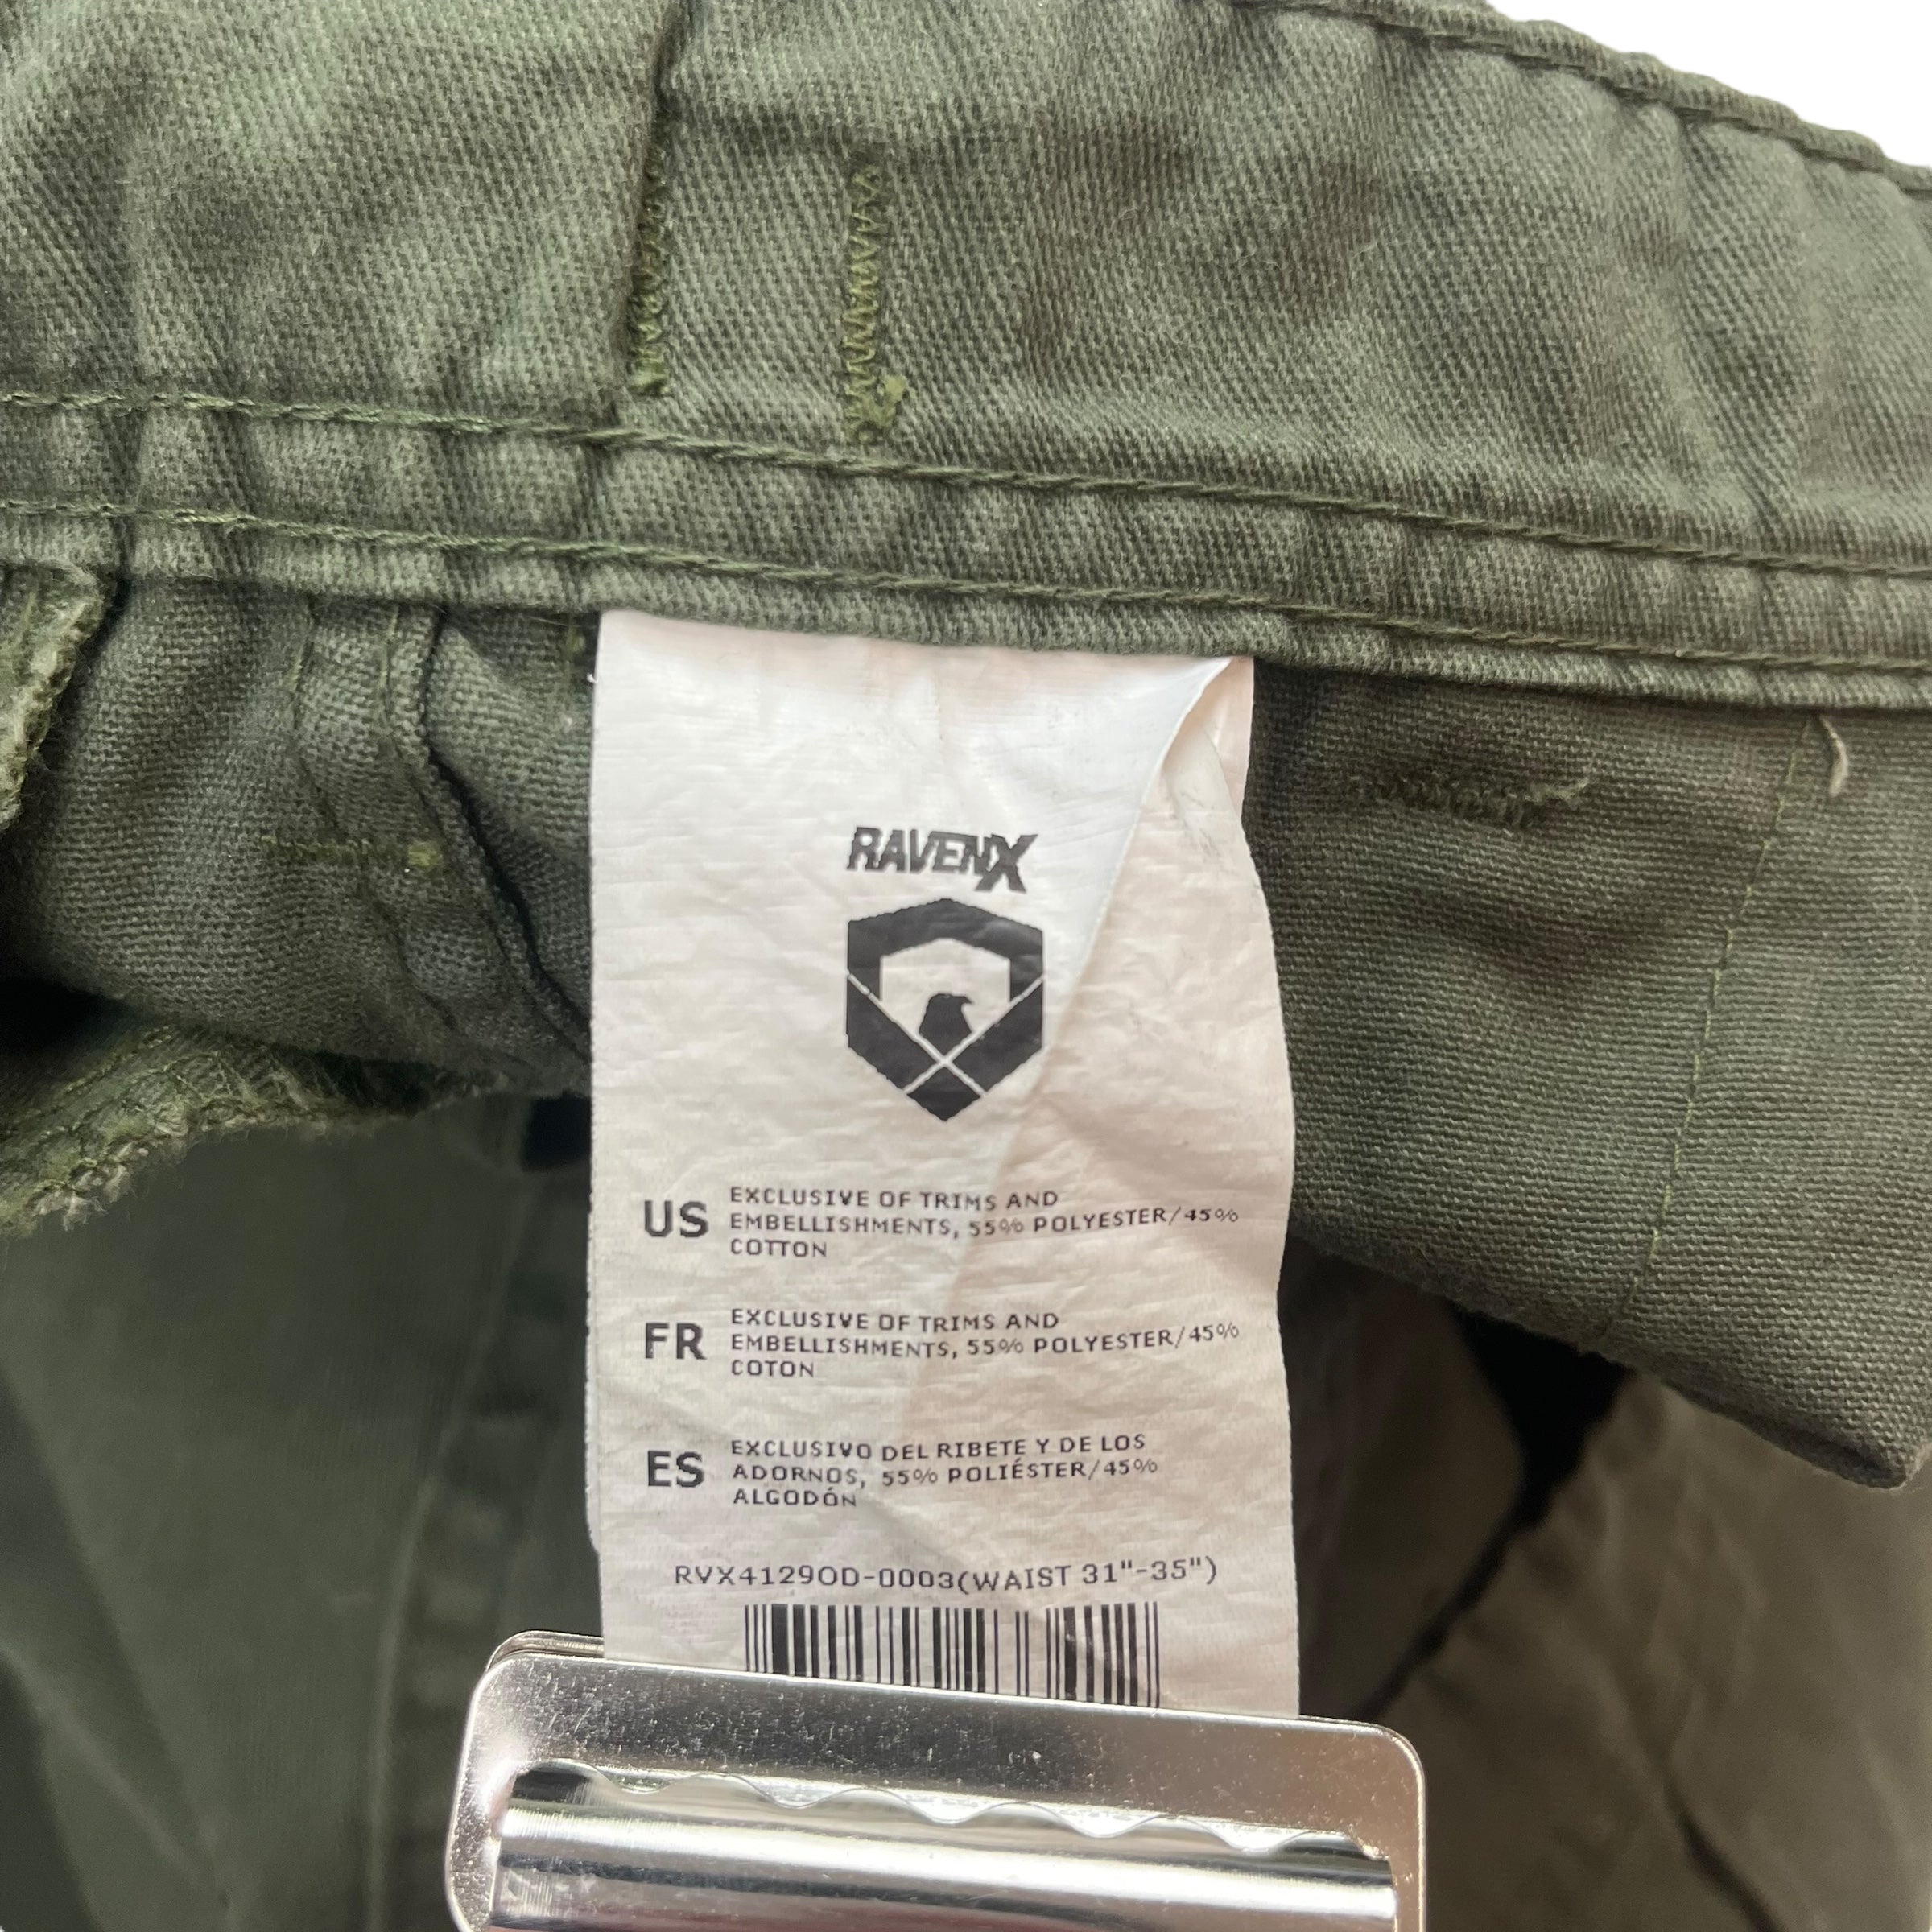 RAVENX
US
EXCLUSIVE OF TRIMS AND
EMBELLISHMENTS, 55% POLYESTER/45%
COTTON
FR
EXCLUSIVE OF TRIMS AND
EMBELLISHMENTS, 55% POLYESTER/45%
COTON
ES
EXCLUSIVO DEL RIBETE Y DE LOS
ADORNOS, 55% POLIÉSTER/45%
ALGODÓN
RVX4129OD-0003(WAIST 31"-35")